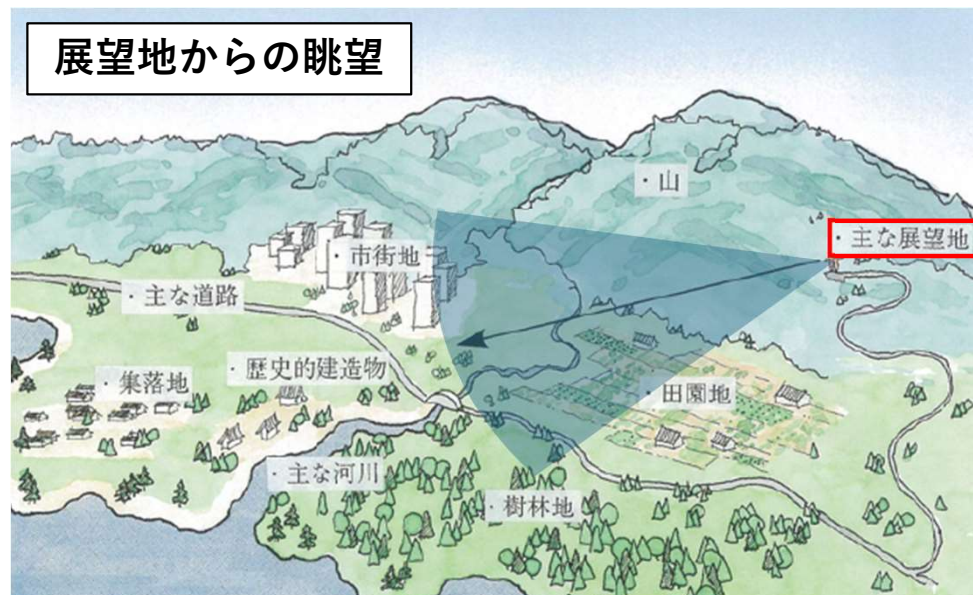 展望地からの眺望
・山
・主な展望地
・市街地
・主な道路
・歴史的建造物
・集落地
・田園地
・主な河川
・樹林地